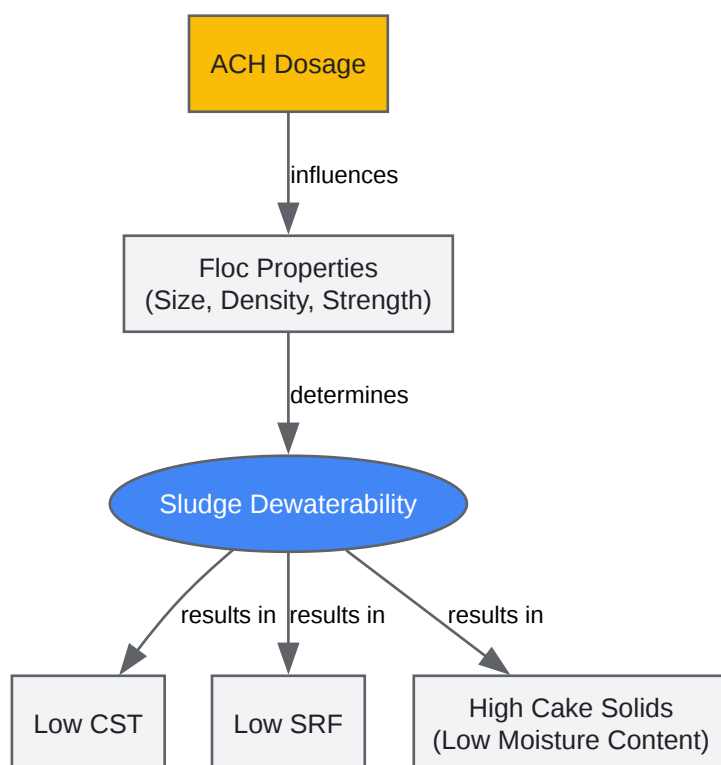 ACH Dosage
influences
Floc Properties
(Size, Density, Strength)
determines
Sludge Dewaterability
results in
results in
results in
Low CST
Low SRF
High Cake Solids
(Low Moisture Content)